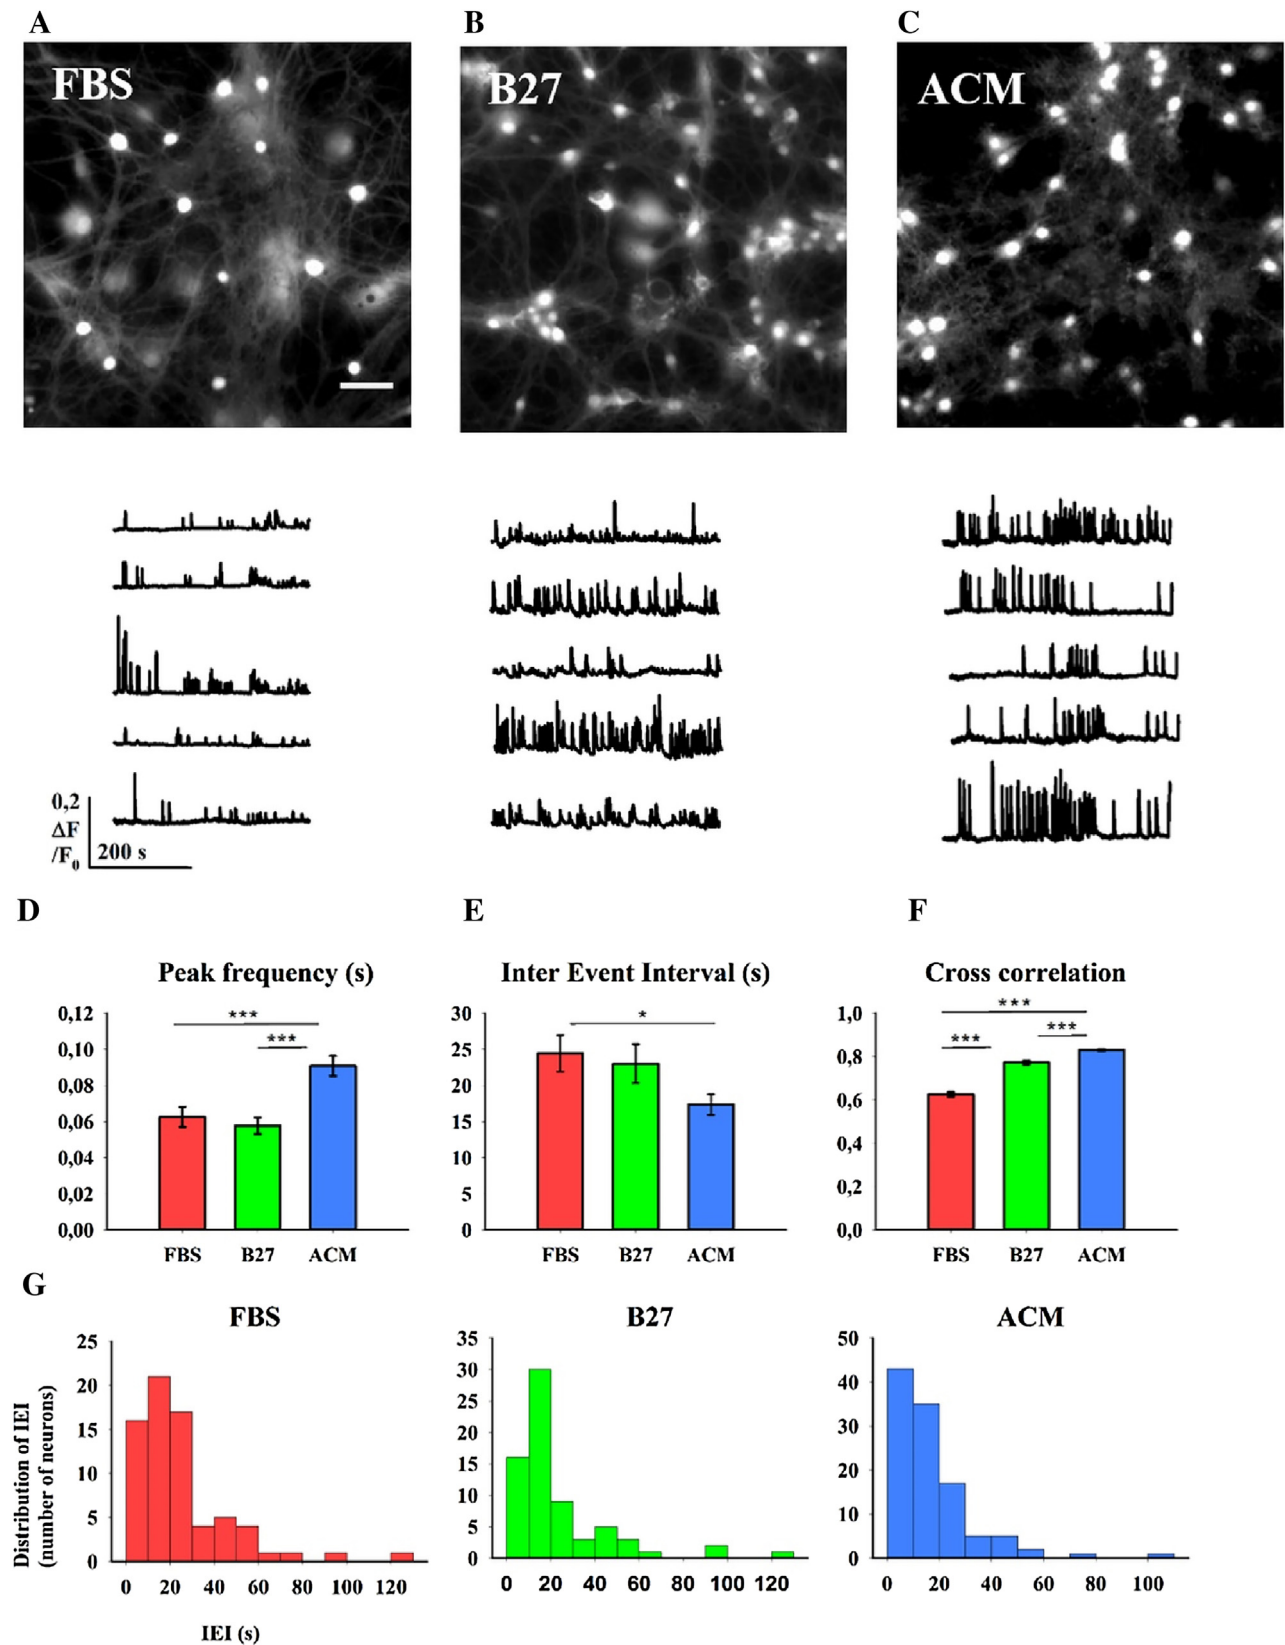 A
B
C
FBS
B27
ACM
0,2
ΔF
/F0
200 s
D
E
F
Peak frequency (s)
Inter Event Interval (s)
Cross correlation
0,12
0,10
0,08
0,06
0,04
0,02
0,00
***
***
FBS B27 ACM
30
25
20
15
10
5
0
*
FBS B27 ACM
1,0
0,8
0,6
0,4
0,2
0,0
***
***
***
FBS B27 ACM
G
FBS
B27
ACM
Distribution of IEI
(number of neurons)
25
20
15
10
5
0
0 20 40 60 80 100 120
IEI (s)
35
30
25
20
15
10
5
0
0 20 40 60 80 100 120
50
40
30
20
10
0
0 20 40 60 80 100